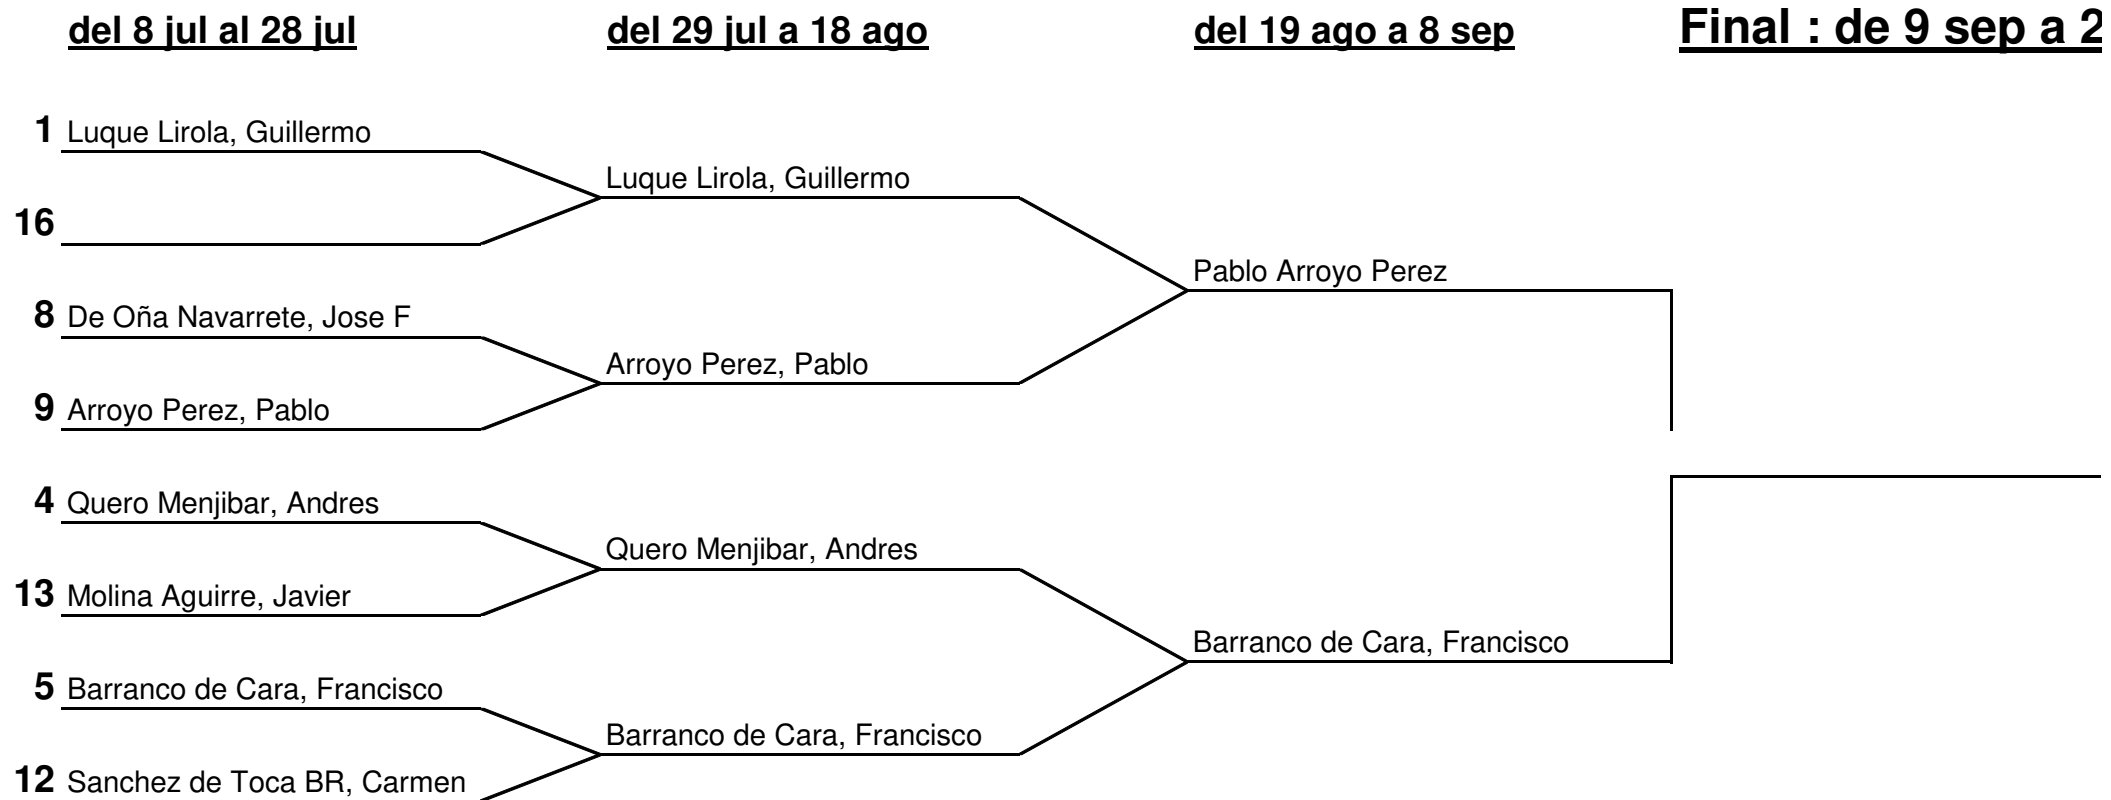 del 8 jul al 28 jul
del 29 jul a 18 ago
del 19 ago a 8 sep
Final : de 9 sep a 2
1 Luque Lirola, Guillermo
Luque Lirola, Guillermo
16
Pablo Arroyo Perez
8 De Oña Navarrete, Jose F
Arroyo Perez, Pablo
9 Arroyo Perez, Pablo
4 Quero Menjibar, Andres
Quero Menjibar, Andres
13 Molina Aguirre, Javier
Barranco de Cara, Francisco
5 Barranco de Cara, Francisco
Barranco de Cara, Francisco
12 Sanchez de Toca BR, Carmen